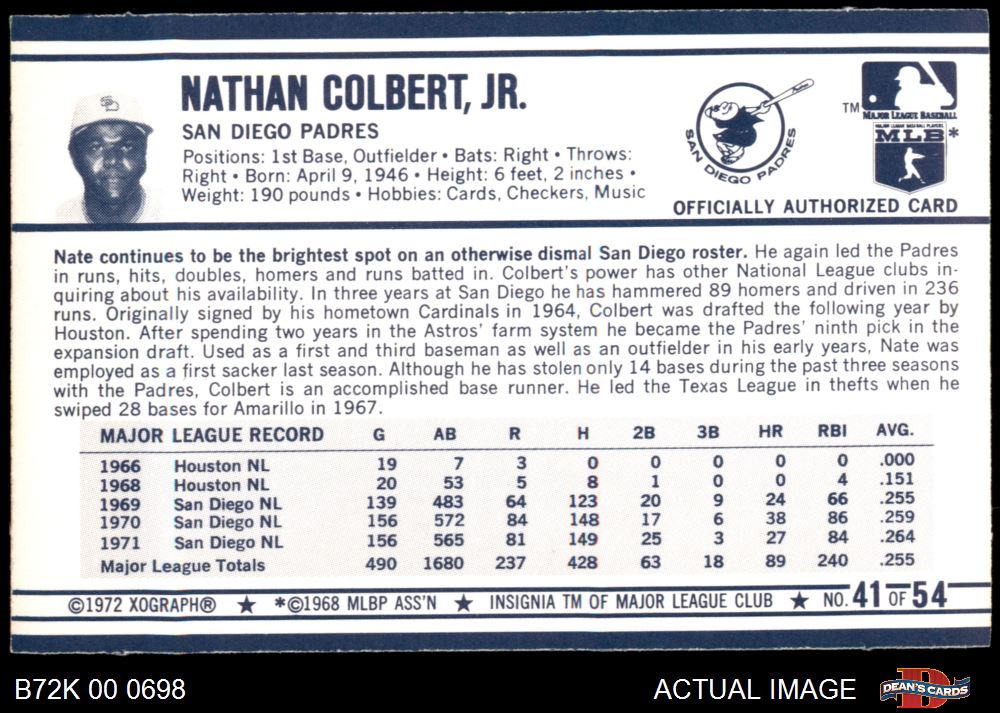 NATHAN COLBERT, JR.
SAN DIEGO PADRES
Positions: 1st Base, Outfielder • Bats: Right • Throws:
Right • Born: April 9, 1946 • Height: 6 feet, 2 inches •
Weight: 190 pounds • Hobbies: Cards, Checkers, Music
SD
SAN DIEGO PADRES
TM
MAJOR LEAGUE BASEBALL
MAJOR LEAGUE BASEBALL PLAYERS
MLB*
OFFICIALLY AUTHORIZED CARD
Nate continues to be the brightest spot on an otherwise dismal San Diego roster. He again led the Padres
in runs, hits, doubles, homers and runs batted in. Colbert's power has other National League clubs in-
quiring about his availability. In three years at San Diego he has hammered 89 homers and driven in 236
runs. Originally signed by his hometown Cardinals in 1964, Colbert was drafted the following year by
Houston. After spending two years in the Astros' farm system he became the Padres' ninth pick in the
expansion draft. Used as a first and third baseman as well as an outfielder in his early years, Nate was
employed as a first sacker last season. Although he has stolen only 14 bases during the past three seasons
with the Padres, Colbert is an accomplished base runner. He led the Texas League in thefts when he
swiped 28 bases for Amarillo in 1967.
MAJOR LEAGUE RECORD G AB R H 2B 3B HR RBI AVG.
1966 Houston NL 19 7 3 0 0 0 0 0 .000
1968 Houston NL 20 53 5 8 1 0 0 4 .151
1969 San Diego NL 139 483 64 123 20 9 24 66 .255
1970 San Diego NL 156 572 84 148 17 6 38 86 .259
1971 San Diego NL 156 565 81 149 25 3 27 84 .264
Major League Totals 490 1680 237 428 63 18 89 240 .255
©1972 XOGRAPH® ★ *©1968 MLBP ASS'N ★ INSIGNIA TM OF MAJOR LEAGUE CLUB ★ NO. 41 OF 54
B72K 00 0698
ACTUAL IMAGE
DEAN'S CARDS